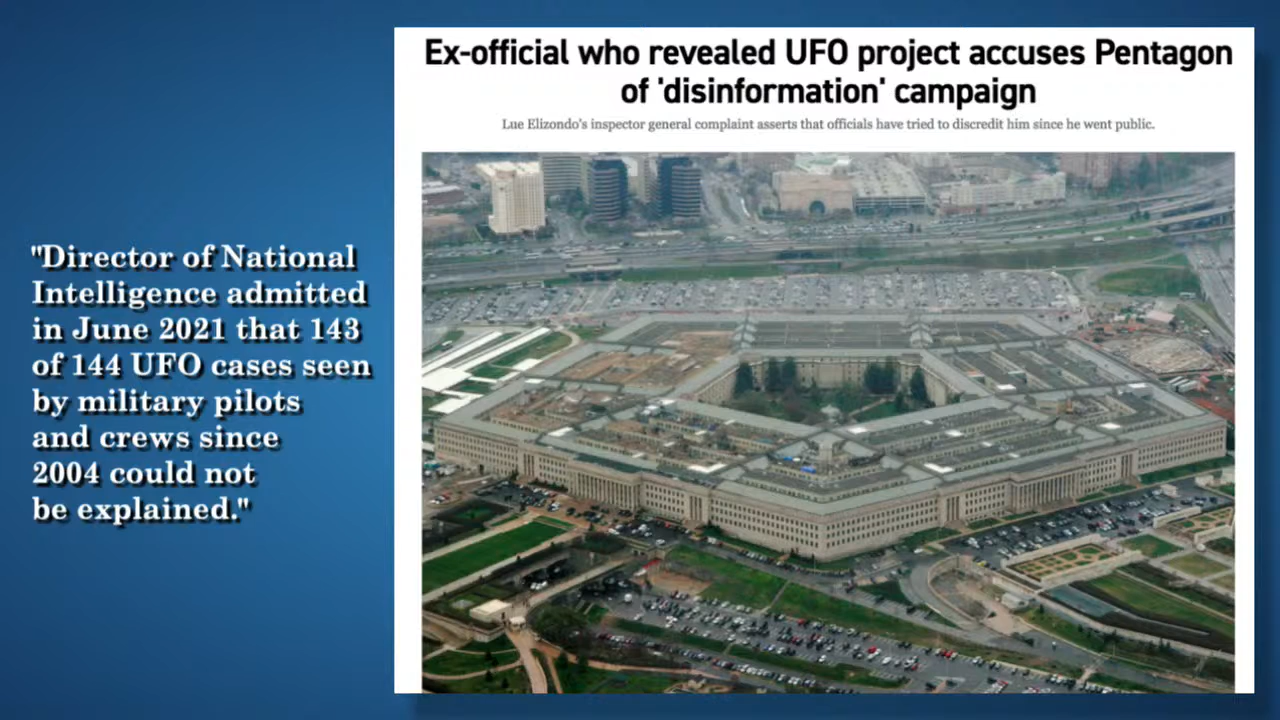 Ex-official who revealed UFO project accuses Pentagon
of 'disinformation' campaign
Lue Elizondo's inspector general complaint asserts that officials have tried to discredit him since he went public.
"Director of National
Intelligence admitted
in June 2021 that 143
of 144 UFO cases seen
by military pilots
and crews since
2004 could not
be explained."